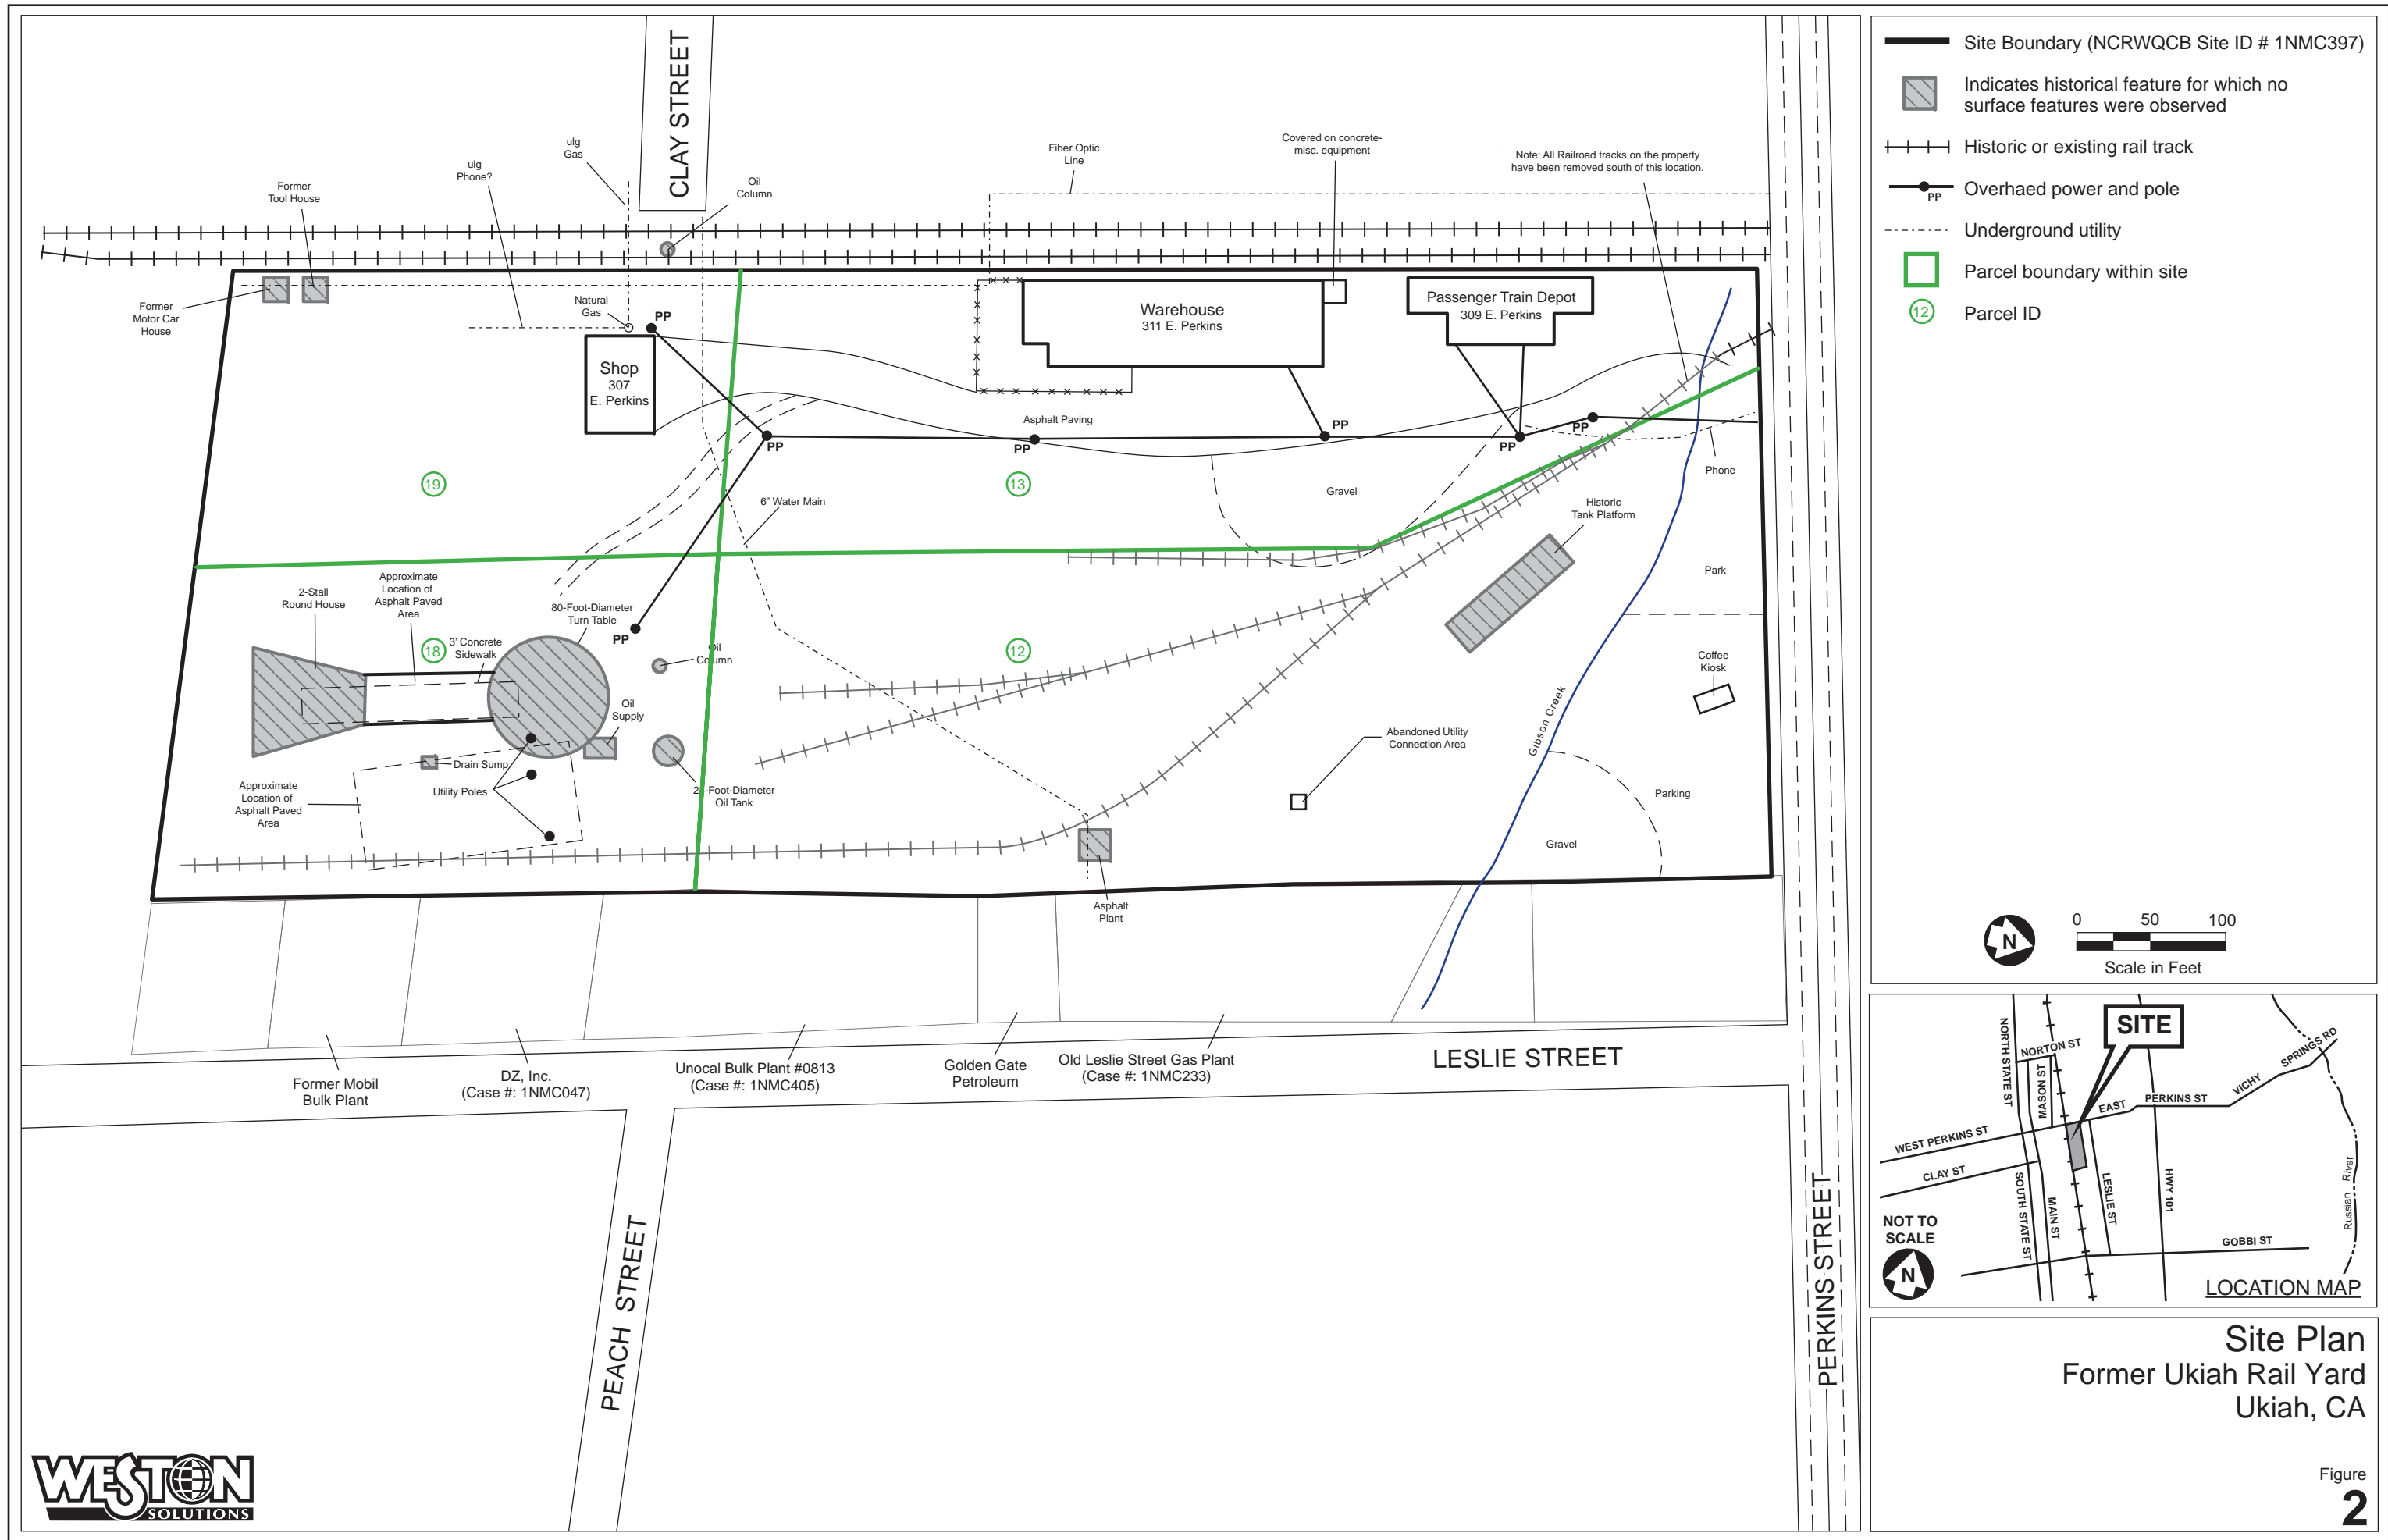 CLAY STREET
ulg
Gas
ulg
Phone?
Former
Tool House
Oil
Column
Fiber Optic
Line
Covered on concrete-
misc. equipment
Note: All Railroad tracks on the property
have been removed south of this location.
Former
Motor Car
House
Natural
Gas
PP
Shop
307
E. Perkins
Warehouse
311 E. Perkins
Passenger Train Depot
309 E. Perkins
Asphalt Paving
PP
PP
PP
PP
PP
Phone
19
13
6" Water Main
Gravel
Historic
Tank Platform
Park
2-Stall
Round House
Approximate
Location of
Asphalt Paved
Area
80-Foot-Diameter
Turn Table
PP
18
3' Concrete
Sidewalk
Oil
Column
12
Coffee
Kiosk
Oil
Supply
Gibson Creek
Abandoned Utility
Connection Area
Drain Sump
Utility Poles
Approximate
Location of
Asphalt Paved
Area
-Foot-Diameter
Oil Tank
Parking
Gravel
Asphalt
Plant
Former Mobil
Bulk Plant
DZ, Inc.
(Case #: 1NMC047)
Unocal Bulk Plant #0813
(Case #: 1NMC405)
Golden Gate
Petroleum
Old Leslie Street Gas Plant
(Case #: 1NMC233)
LESLIE STREET
PEACH STREET
PERKINS STREET
WESTON
SOLUTIONS
Site Boundary (NCRWQCB Site ID # 1NMC397)
Indicates historical feature for which no
surface features were observed
Historic or existing rail track
PP
Overhaed power and pole
Underground utility
Parcel boundary within site
12
Parcel ID
N
0 50 100
Scale in Feet
SITE
NORTH STATE ST
NORTON ST
MASON ST
SPRINGS RD
VICHY
EAST
PERKINS ST
WEST PERKINS ST
CLAY ST
SOUTH STATE ST
MAIN ST
LESLIE ST
HWY 101
Russian River
GOBBI ST
NOT TO
SCALE
N
LOCATION MAP
Site Plan
Former Ukiah Rail Yard
Ukiah, CA
Figure
2